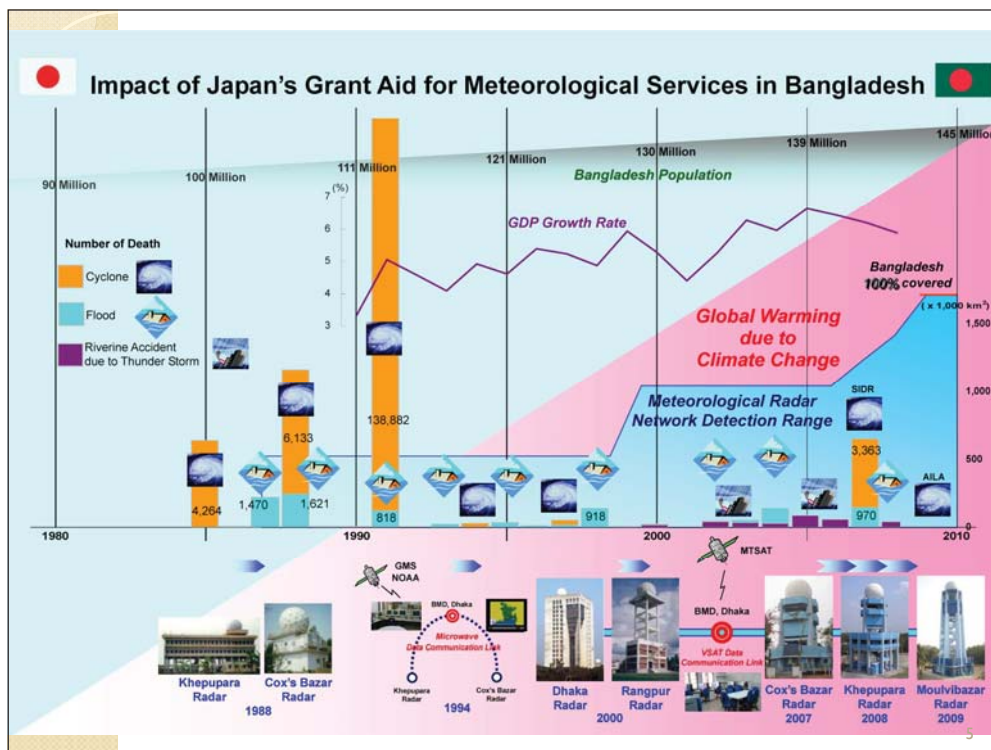 Impact of Japan's Grant Aid for Meteorological Services in Bangladesh
90 Million
100 Million
111 Million
121 Million
130 Million
139 Million
145 Million
Bangladesh Population
(%)
7
6
5
4
3
GDP Growth Rate
Number of Death
Cyclone
Flood
Riverine Accident
due to Thunder Storm
Bangladesh
100% covered
( x 1,000 km²)
1,500
1,000
500
0
Global Warming
due to
Climate Change
Meteorological Radar
Network Detection Range
4,264
1,470
6,133
1,621
138,882
818
918
SIDR
3,363
970
AILA
1980
1990
2000
2010
GMS
NOAA
BMD, Dhaka
Microwave
Data Communication Link
Khepupara
Radar
Cox's Bazar
Radar
MTSAT
BMD, Dhaka
VSAT Data
Communication Link
Khepupara
Radar
Cox's Bazar
Radar
1988
1994
Dhaka
Radar
Rangpur
Radar
2000
Cox's Bazar
Radar
2007
Khepupara
Radar
2008
Moulvibazar
Radar
2009
5